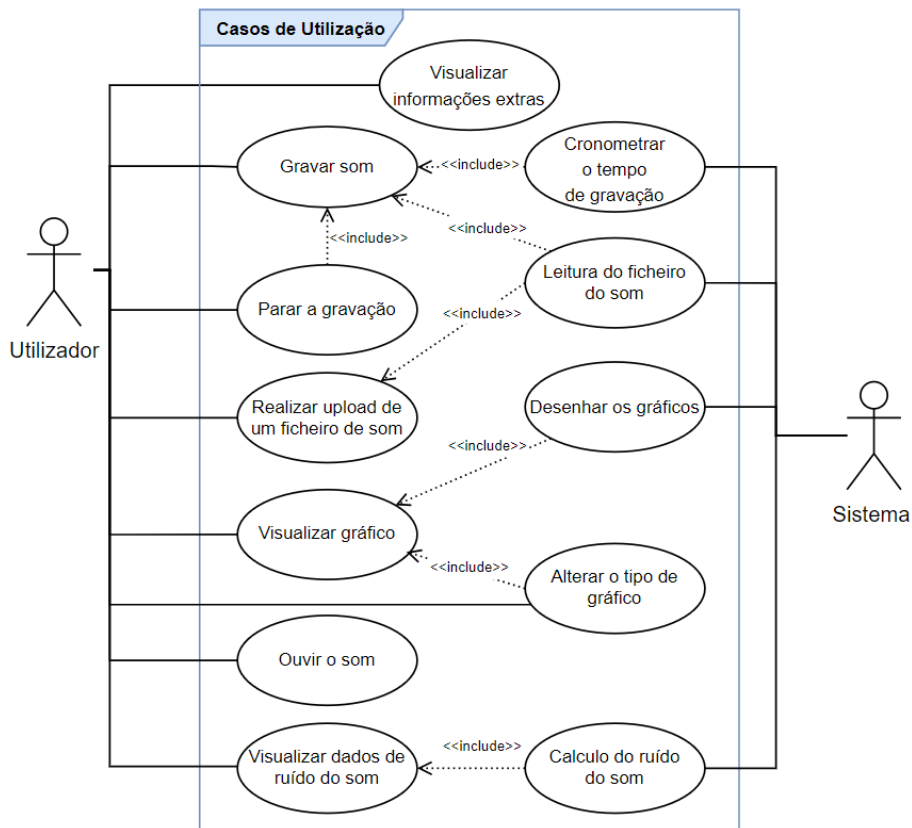 Casos de Utilização
Visualizar
informações extras
Gravar som
<<include>>
Cronometrar
o tempo
de gravação
<<include>>
<<include>>
Utilizador
Parar a gravação
Leitura do ficheiro
do som
<<include>>
Realizar upload de
um ficheiro de som
Desenhar os gráficos
<<include>>
Sistema
Visualizar gráfico
<<include>>
Alterar o tipo de
gráfico
Ouvir o som
Visualizar dados de
ruído do som
<<include>>
Calculo do ruído
do som